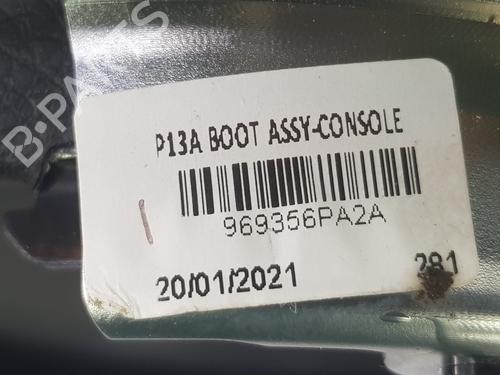 P13A BOOT ASSY-CONSOLE
969356PA2A
20/01/2021 281
B-PARTS